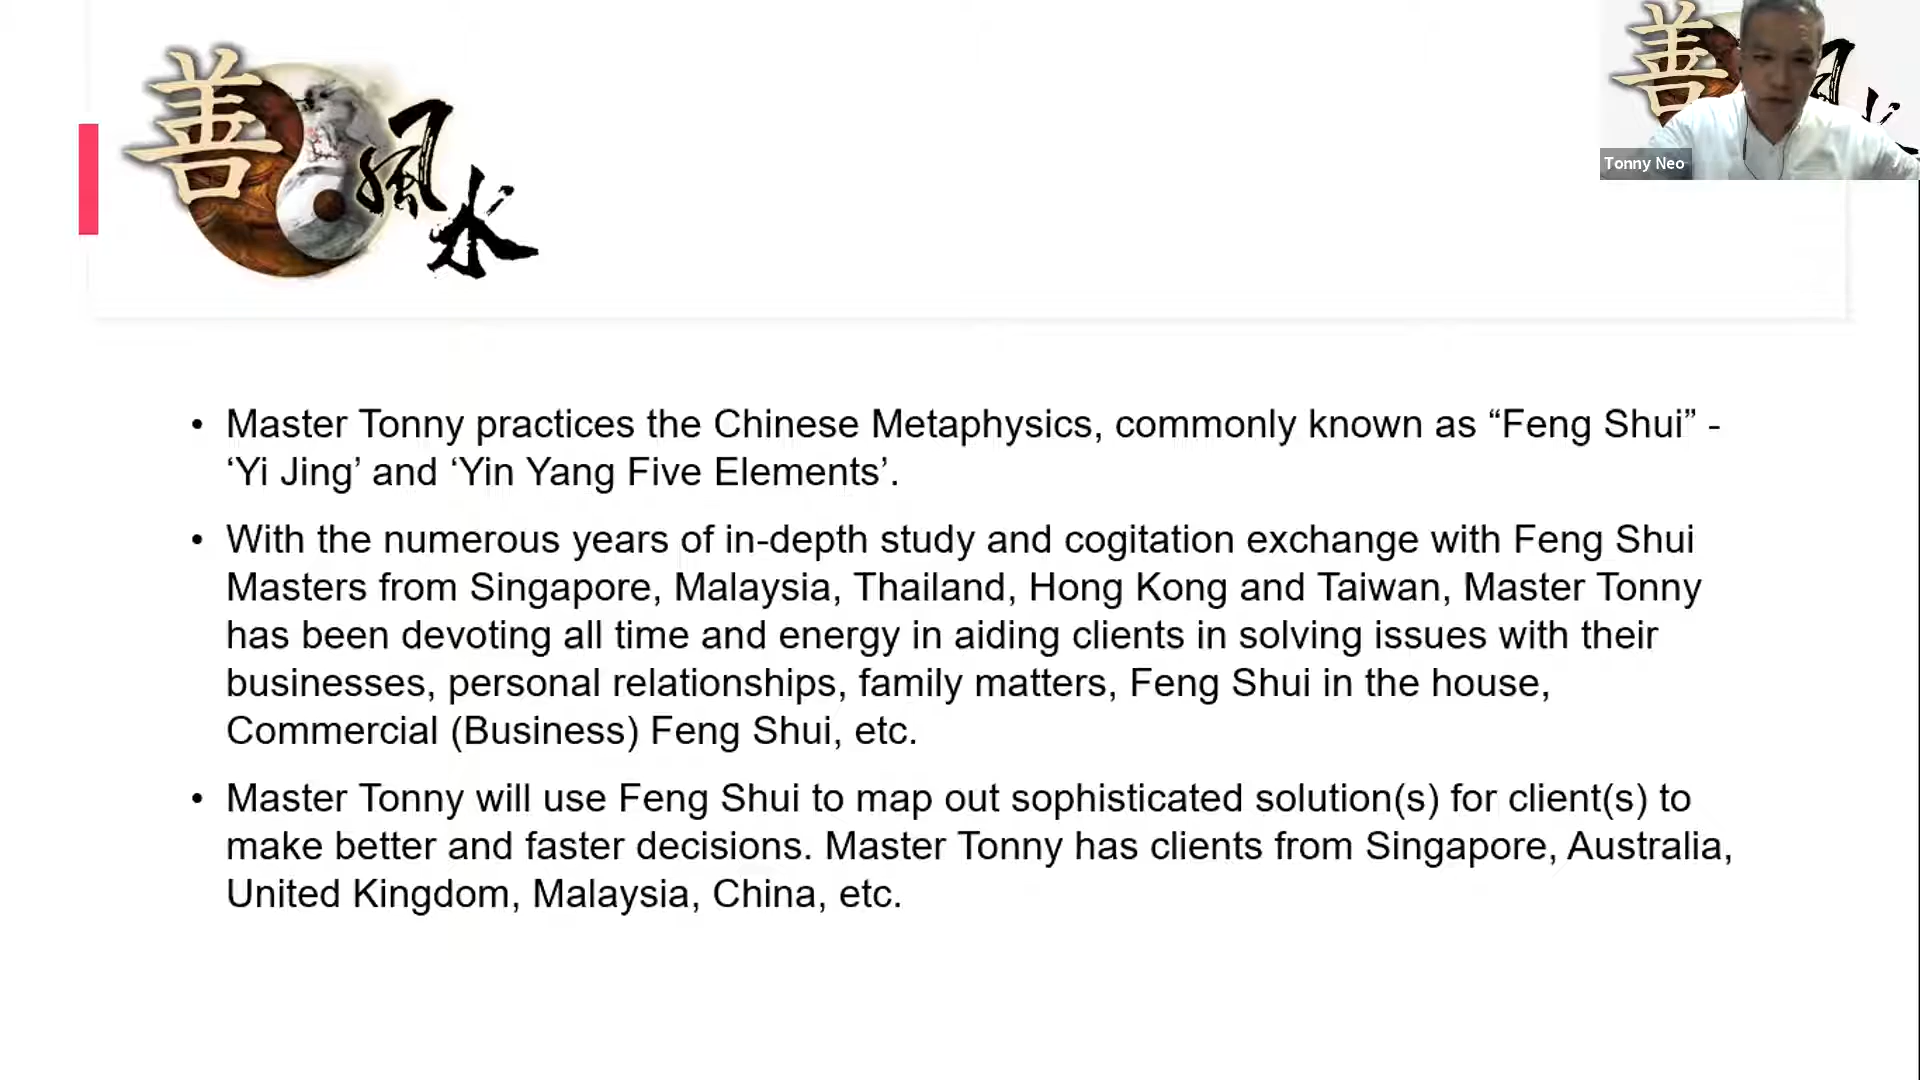 善
風
水
善
風
水
Tonny Neo
• Master Tonny practices the Chinese Metaphysics, commonly known as “Feng Shui” -
‘Yi Jing’ and ‘Yin Yang Five Elements’.
• With the numerous years of in-depth study and cogitation exchange with Feng Shui
Masters from Singapore, Malaysia, Thailand, Hong Kong and Taiwan, Master Tonny
has been devoting all time and energy in aiding clients in solving issues with their
businesses, personal relationships, family matters, Feng Shui in the house,
Commercial (Business) Feng Shui, etc.
• Master Tonny will use Feng Shui to map out sophisticated solution(s) for client(s) to
make better and faster decisions. Master Tonny has clients from Singapore, Australia,
United Kingdom, Malaysia, China, etc.